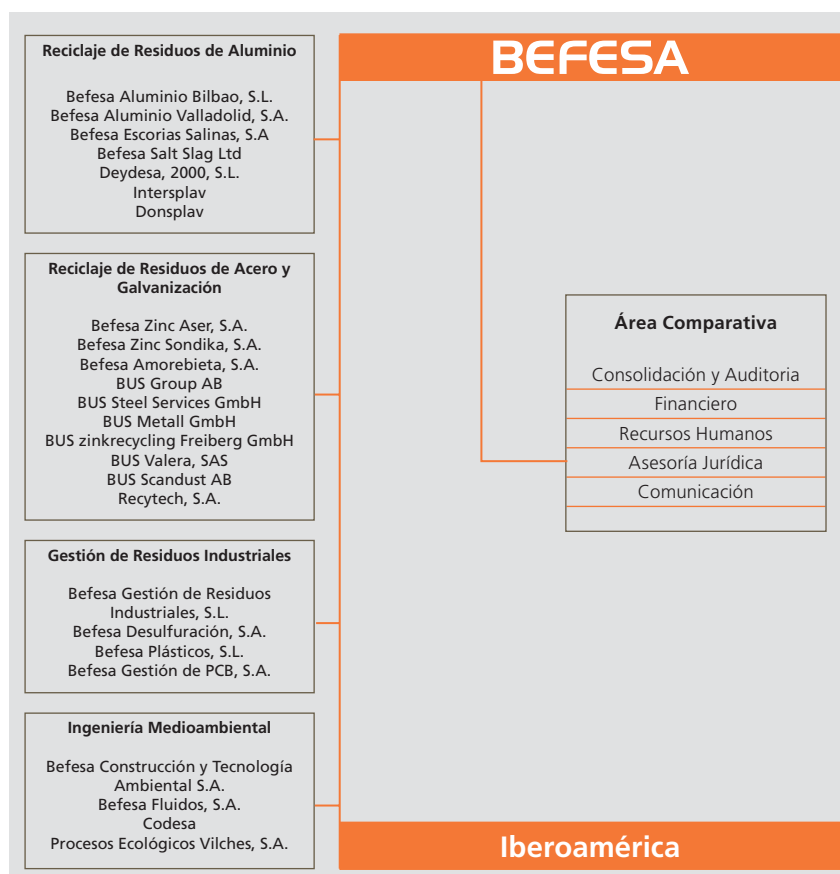 BEFESA
Reciclaje de Residuos de Aluminio
Befesa Aluminio Bilbao, S.L.
Befesa Aluminio Valladolid, S.A.
Befesa Escorias Salinas, S.A
Befesa Salt Slag Ltd
Deydesa, 2000, S.L.
Intersplav
Donsplav
Reciclaje de Residuos de Acero y
Galvanización
Befesa Zinc Aser, S.A.
Befesa Zinc Sondika, S.A.
Befesa Amorebieta, S.A.
BUS Group AB
BUS Steel Services GmbH
BUS Metall GmbH
BUS zinkrecycling Freiberg GmbH
BUS Valera, SAS
BUS Scandust AB
Recytech, S.A.
Gestión de Residuos Industriales
Befesa Gestión de Residuos
Industriales, S.L.
Befesa Desulfuración, S.A.
Befesa Plásticos, S.L.
Befesa Gestión de PCB, S.A.
Ingeniería Medioambiental
Befesa Construcción y Tecnología
Ambiental S.A.
Befesa Fluidos, S.A.
Codesa
Procesos Ecológicos Vilches, S.A.
Área Comparativa
Consolidación y Auditoria
Financiero
Recursos Humanos
Asesoría Jurídica
Comunicación
Iberoamérica